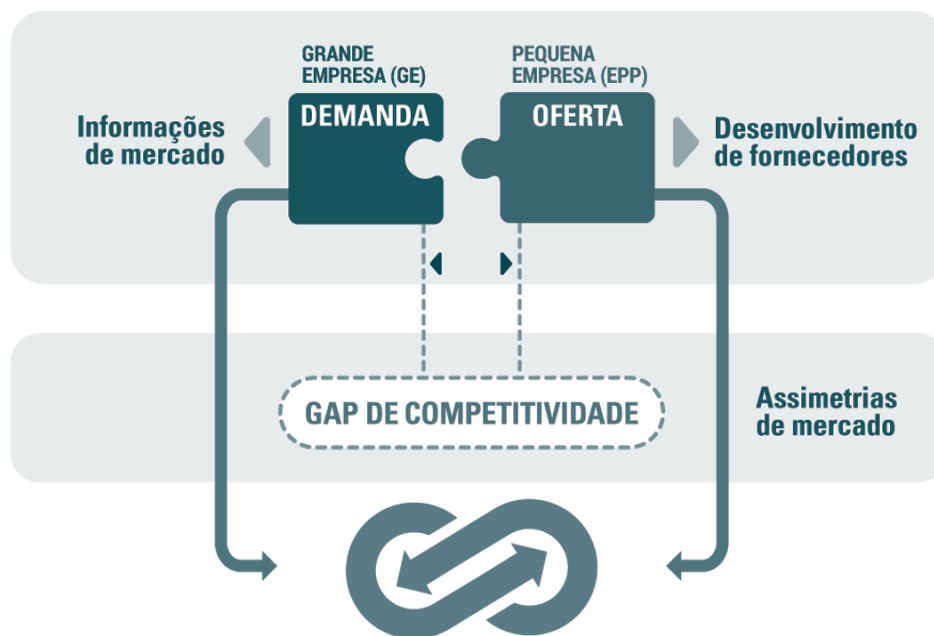 GRANDE
EMPRESA (GE)
PEQUENA
EMPRESA (EPP)
DEMANDA
OFERTA
Informações
de mercado
Desenvolvimento
de fornecedores
GAP DE COMPETITIVIDADE
Assimetrias
de mercado